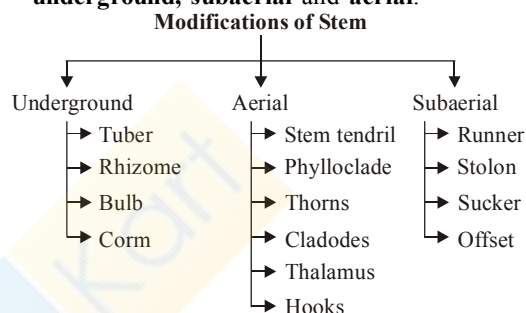 underground, subaerial and aerial.
Modifications of Stem
Underground Aerial Subaerial
Tuber Stem tendril Runner
Rhizome Phylloclade Stolon
Bulb Thorns Sucker
Corm Cladodes Offset
Thalamus
Hooks
kart